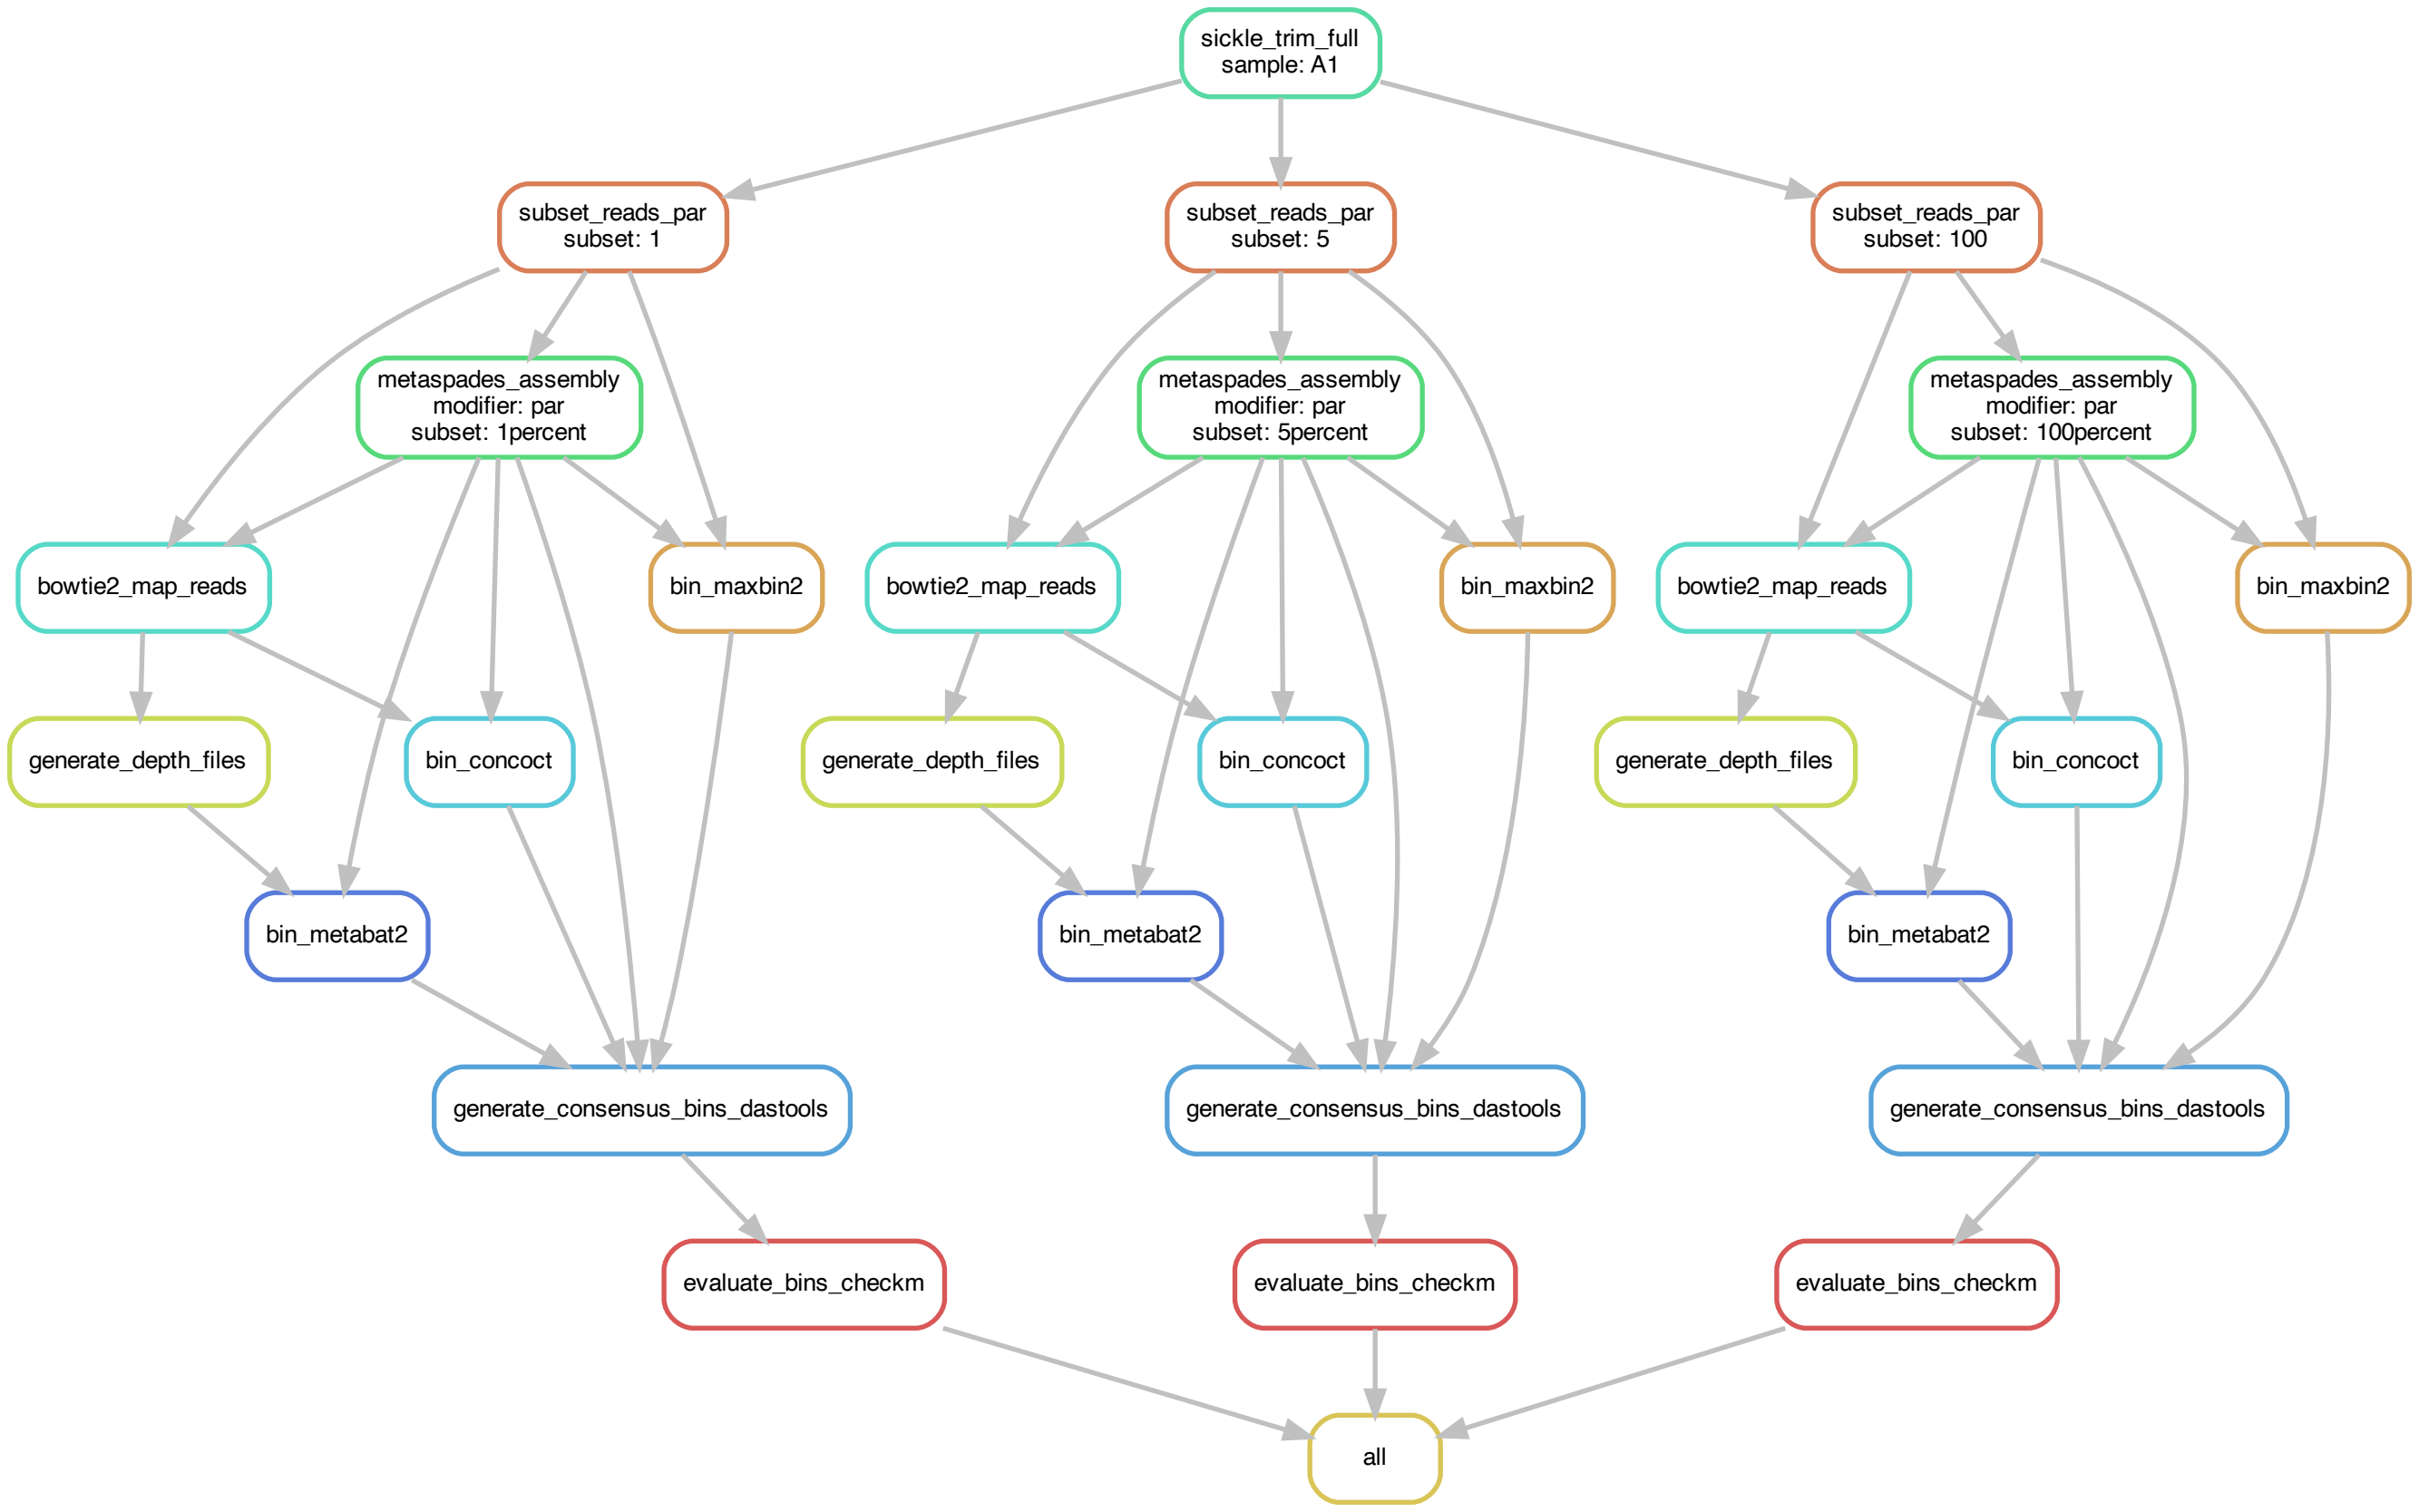 sickle_trim_full
sample: A1
subset_reads_par
subset: 1
subset_reads_par
subset: 5
subset_reads_par
subset: 100
metaspades_assembly
modifier: par
subset: 1percent
metaspades_assembly
modifier: par
subset: 5percent
metaspades_assembly
modifier: par
subset: 100percent
bowtie2_map_reads
bin_maxbin2
bowtie2_map_reads
bin_maxbin2
bowtie2_map_reads
bin_maxbin2
generate_depth_files
bin_concoct
generate_depth_files
bin_concoct
generate_depth_files
bin_concoct
bin_metabat2
bin_metabat2
bin_metabat2
generate_consensus_bins_dastools
generate_consensus_bins_dastools
generate_consensus_bins_dastools
evaluate_bins_checkm
evaluate_bins_checkm
evaluate_bins_checkm
all